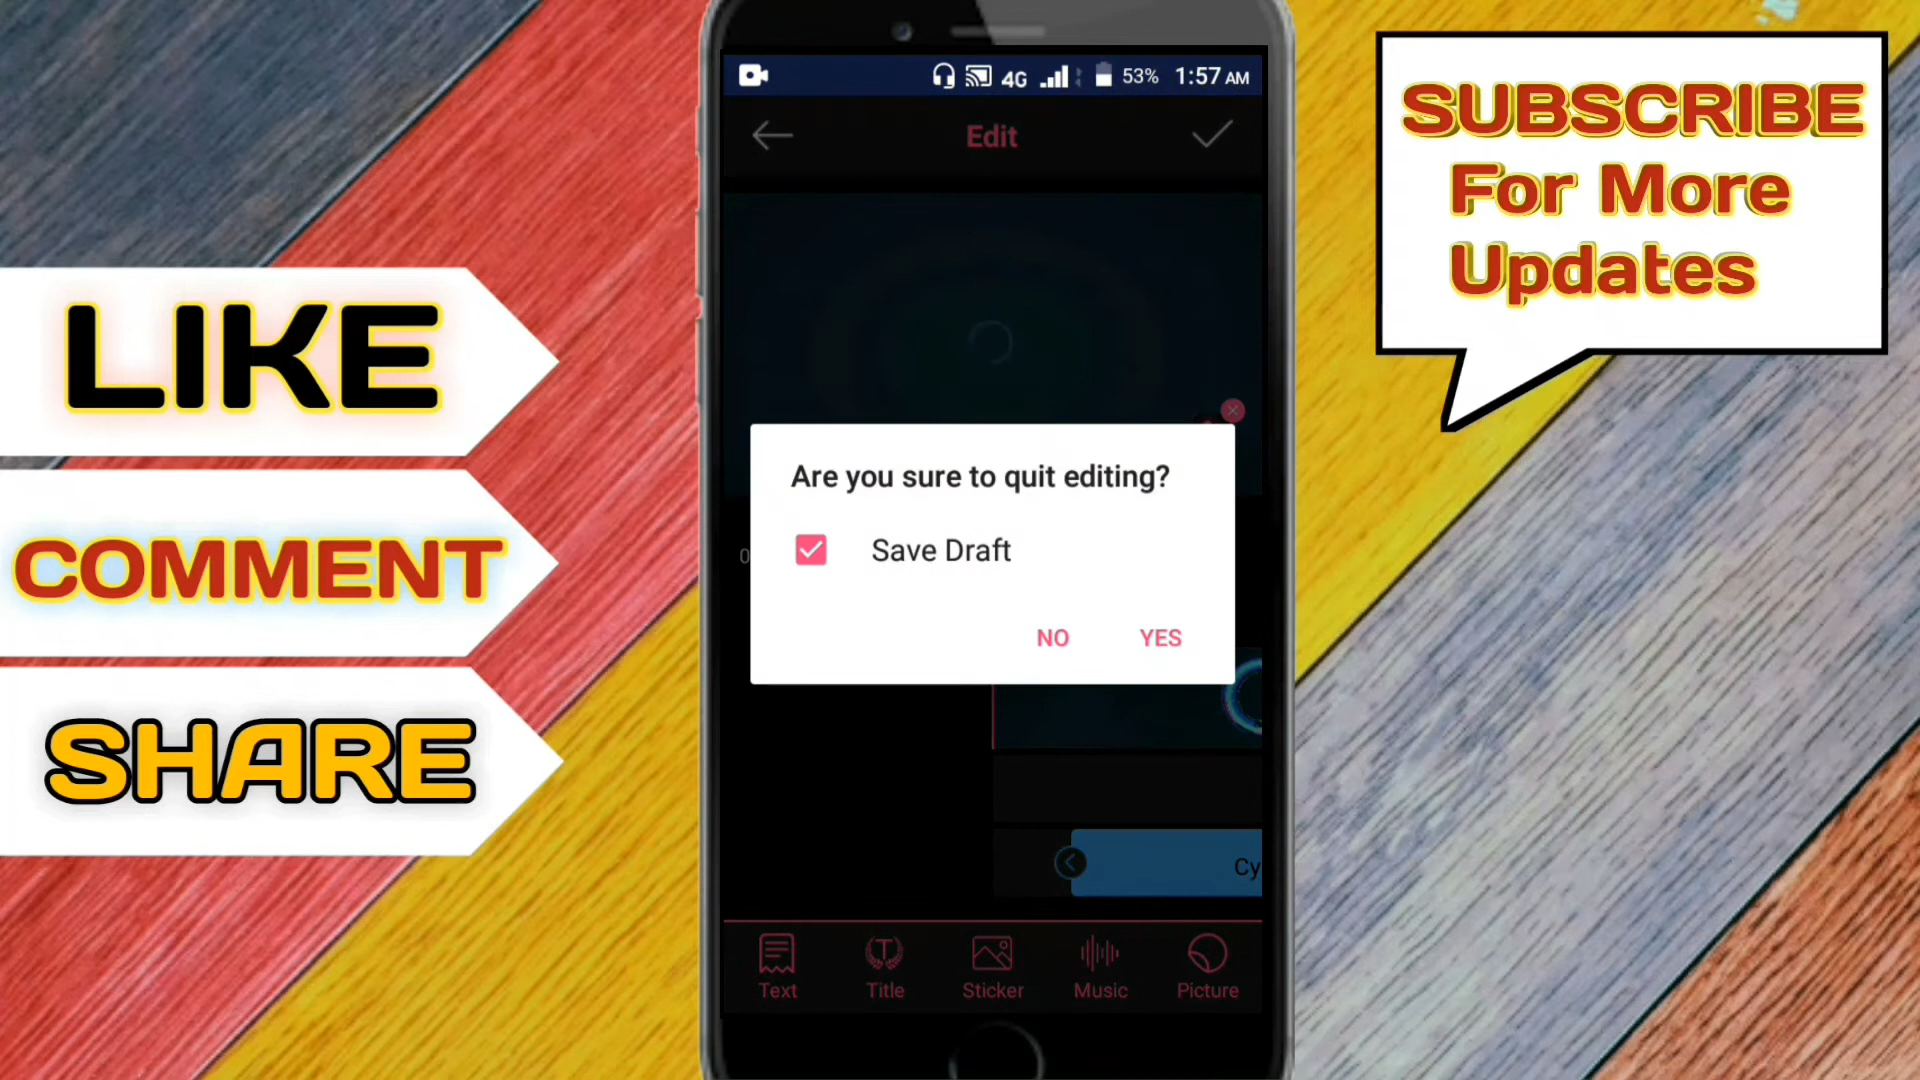 LIKE
COMMENT
SHARE
4G 53% 1:57 AM
Edit
Are you sure to quit editing?
Save Draft
NO YES
0
Cy
Text Title Sticker Music Picture
SUBSCRIBE
For More
Updates